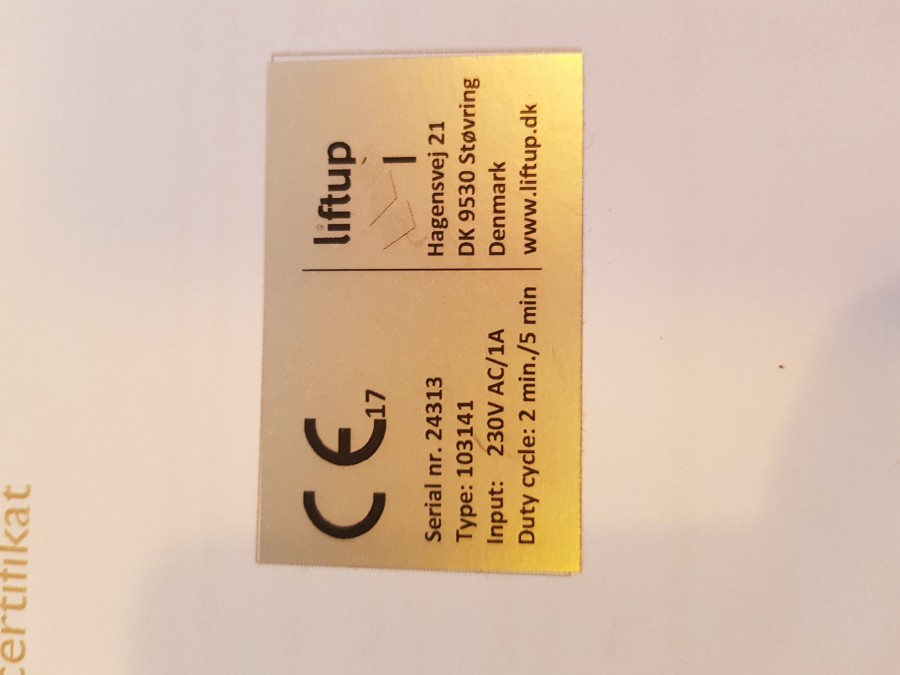 certifikat
CE 17
Serial nr. 24313
Type: 103141
Input: 230V AC/1A
Duty cycle: 2 min./5 min
liftup
Hagensvej 21
DK 9530 Støvring
Denmark
www.liftup.dk